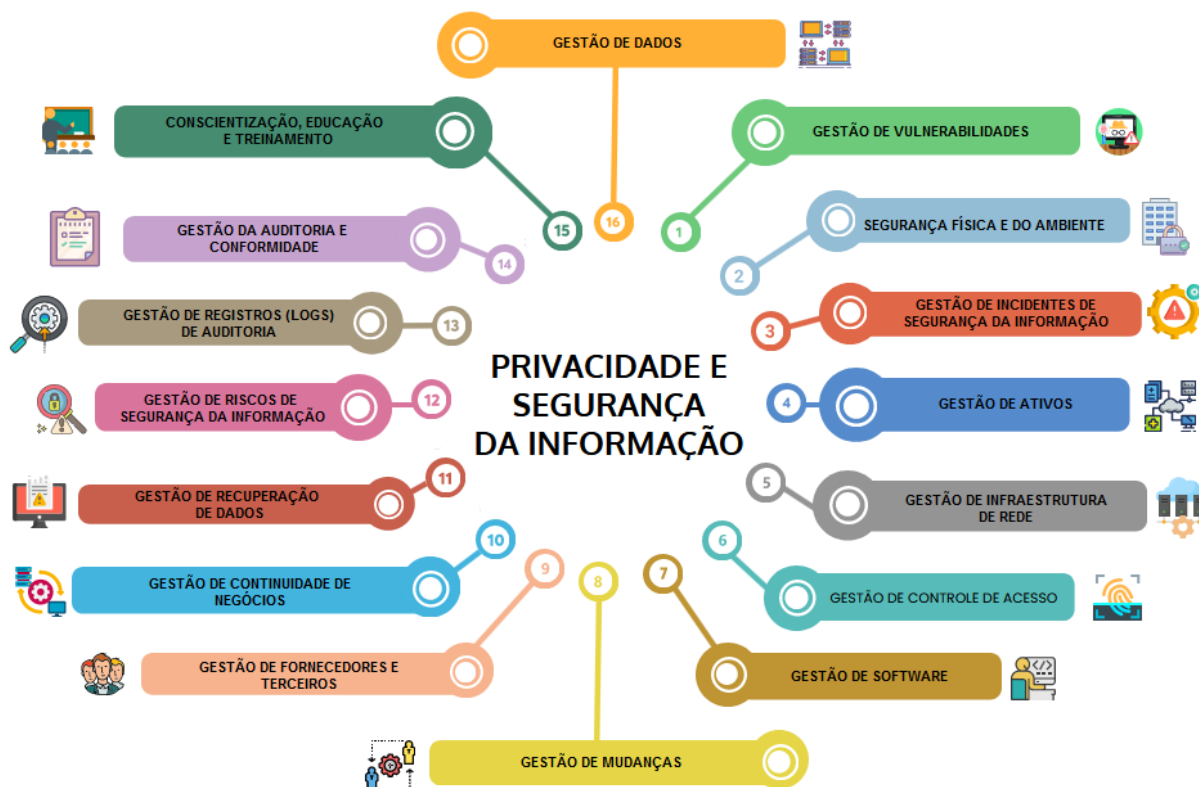 GESTÃO DE DADOS
16
GESTÃO DE VULNERABILIDADES
1
SEGURANÇA FÍSICA E DO AMBIENTE
2
GESTÃO DE INCIDENTES DE
SEGURANÇA DA INFORMAÇÃO
3
GESTÃO DE ATIVOS
4
GESTÃO DE INFRAESTRUTURA
DE REDE
5
GESTÃO DE CONTROLE DE ACESSO
6
GESTÃO DE SOFTWARE
7
GESTÃO DE MUDANÇAS
8
GESTÃO DE FORNECEDORES E
TERCEIROS
9
GESTÃO DE CONTINUIDADE DE
NEGÓCIOS
10
GESTÃO DE RECUPERAÇÃO
DE DADOS
11
GESTÃO DE RISCOS DE
SEGURANÇA DA INFORMAÇÃO
12
GESTÃO DE REGISTROS (LOGS)
DE AUDITORIA
13
GESTÃO DA AUDITORIA E
CONFORMIDADE
14
CONSCIENTIZAÇÃO, EDUCAÇÃO
E TREINAMENTO
15
PRIVACIDADE E
SEGURANÇA
DA INFORMAÇÃO